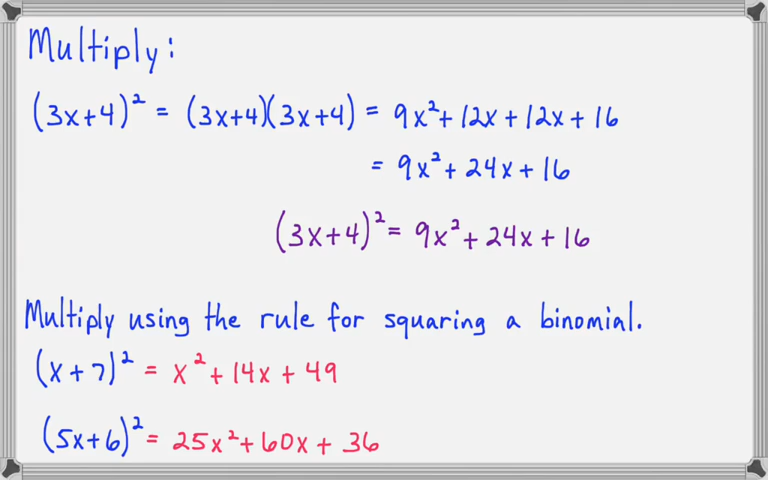 Multiply:
(3x+4)² = (3x+4)(3x+4) = 9x² + 12x + 12x + 16
= 9x² + 24x + 16
(3x+4)² = 9x² + 24x + 16
Multiply using the rule for squaring a binomial.
(x + 7)² = x² + 14x + 49
(5x+6)² = 25x² + 60x + 36